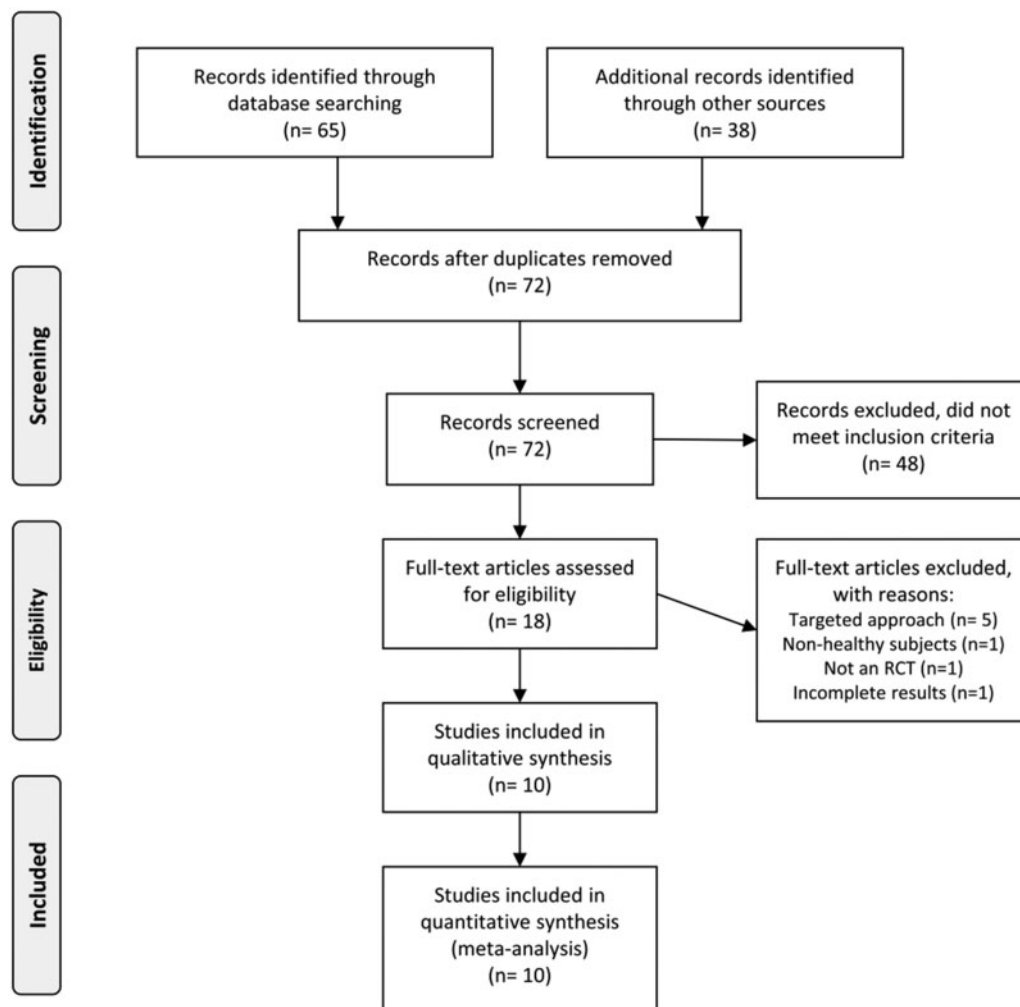 Identification
Records identified through
database searching
(n= 65)
Additional records identified
through other sources
(n= 38)
Records after duplicates removed
(n= 72)
Screening
Records screened
(n= 72)
Records excluded, did not
meet inclusion criteria
(n= 48)
Eligibility
Full-text articles assessed
for eligibility
(n= 18)
Full-text articles excluded,
with reasons:
Targeted approach (n= 5)
Non-healthy subjects (n=1)
Not an RCT (n=1)
Incomplete results (n=1)
Studies included in
qualitative synthesis
(n= 10)
Included
Studies included in
quantitative synthesis
(meta-analysis)
(n= 10)